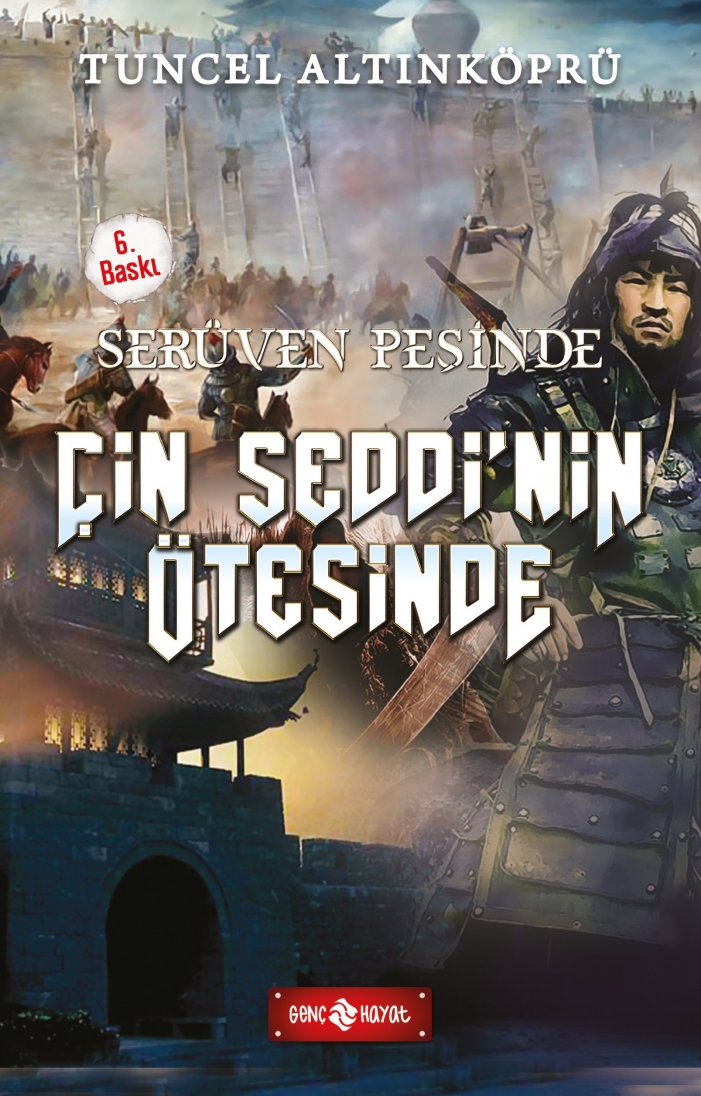 TUNCEL ALTINKÖPRÜ
6.
Baskı
SERÜVEN PEŞİNDE
ÇİN SEDDİ'NİN
ÖTESİNDE
GENÇ HAYAT